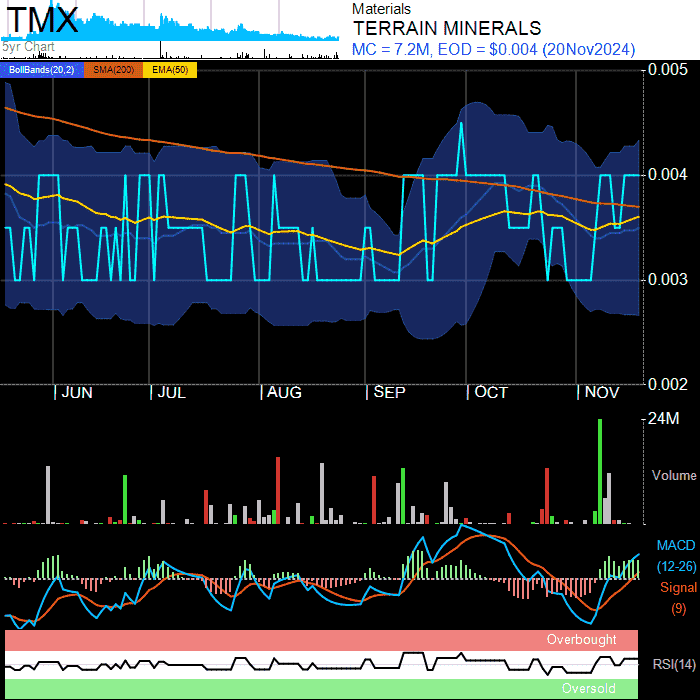 TMX
5yr Chart
Materials
TERRAIN MINERALS
MC = 7.2M, EOD = $0.004 (20Nov2024)
BollBands(20,2) SMA(200) EMA(50)
0.005
0.004
0.003
0.002
JUN JUL AUG SEP OCT NOV
24M
Volume
MACD
(12-26)
Signal
(9)
Overbought
RSI(14)
Oversold